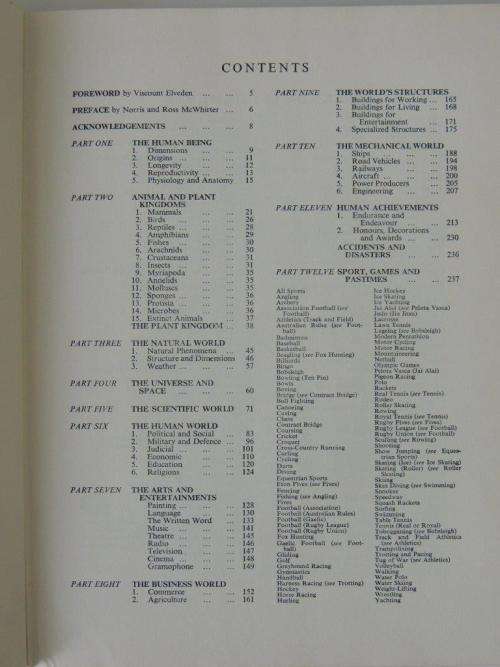 CONTENTS
FOREWORD by Viscount Elveden ... ... 5
PREFACE by Norris and Ross McWhirter ... 6
ACKNOWLEDGEMENTS ... ... ... 8
PART ONE THE HUMAN BEING
1. Dimensions ... ... 9
2. Origins ... ... ... 11
3. Longevity ... ... 12
4. Reproductivity ... ... 13
5. Physiology and Anatomy 15
PART TWO ANIMAL AND PLANT
KINGDOMS
1. Mammals ... ... 21
2. Birds ... ... ... 26
3. Reptiles ... ... ... 28
4. Amphibians ... ... 29
5. Fishes ... ... ... 30
6. Arachnids ... ... 30
7. Crustaceans ... ... 31
8. Insects ... ... ... 31
9. Myriapoda ... ... 35
10. Annelids ... ... 35
11. Molluscs ... ... 35
12. Sponges ... ... ... 36
13. Protista ... ... ... 36
14. Microbes ... ... 36
15. Extinct Animals ... 37
THE PLANT KINGDOM ... 38
PART THREE THE NATURAL WORLD
1. Natural Phenomena ... 45
2. Structure and Dimensions 46
3. Weather ... ... ... 57
PART FOUR THE UNIVERSE AND
SPACE ... ... ... 60
PART FIVE THE SCIENTIFIC WORLD 71
PART SIX THE HUMAN WORLD
1. Political and Social ... 83
2. Military and Defence ... 96
3. Judicial ... ... ... 101
4. Economic ... ... 110
5. Education ... ... 120
6. Religions ... ... 124
PART SEVEN THE ARTS AND
ENTERTAINMENTS
Painting ... ... ... 128
Language ... ... 130
The Written Word ... 133
Music ... ... ... 141
Theatre ... ... ... 145
Radio ... ... ... 146
Television ... ... 147
Cinema ... ... ... 148
Gramophone ... ... 149
PART EIGHT THE BUSINESS WORLD
1. Commerce ... ... 152
2. Agriculture ... ... 161
PART NINE THE WORLD'S STRUCTURES
1. Buildings for Working ... 165
2. Buildings for Living ... 168
3. Buildings for
Entertainment ... 171
4. Specialized Structures ... 175
PART TEN THE MECHANICAL WORLD
1. Ships ... ... ... 188
2. Road Vehicles ... ... 194
3. Railways ... ... 198
4. Aircraft ... ... ... 200
5. Power Producers ... 205
6. Engineering ... ... 207
PART ELEVEN HUMAN ACHIEVEMENTS
1. Endurance and
Endeavour ... ... 213
2. Honours, Decorations
and Awards ... ... 230
ACCIDENTS AND
DISASTERS ... ... 236
PART TWELVE SPORT, GAMES AND
PASTIMES ... ... 237
All Sports
Angling
Archery
Association Football (see
Football)
Athletics (Track and Field)
Australian Rules (see Foot-
ball)
Badminton
Baseball
Basketball
Beagling (see Fox Hunting)
Billiards
Bingo
Bobsleigh
Bowling (Ten Pin)
Bowls
Boxing
Bridge (see Contract Bridge)
Bull Fighting
Canoeing
Caving
Chess
Contract Bridge
Coursing
Cricket
Croquet
Cross-Country Running
Curling
Cycling
Darts
Diving
Equestrian Sports
Eton Fives (see Fives)
Fencing
Fishing (see Angling)
Fives
Football (Association)
Football (Australian Rules)
Football (Gaelic)
Football (Rugby League)
Football (Rugby Union)
Fox Hunting
Gaelic Football (see Foot-
ball)
Gliding
Golf
Greyhound Racing
Gymnastics
Handball
Harness Racing (see Trotting)
Hockey
Horse Racing
Hurling
Ice Hockey
Ice Skating
Ice Yachting
Jai Alai (see Pelota Vasca)
Judo (Jiu Jitsu)
Lacrosse
Lawn Tennis
Lugeing (see Bobsleigh)
Modern Pentathlon
Motor Cycling
Motor Racing
Mountaineering
Netball
Olympic Games
Pelota Vasca (Jai Alai)
Pigeon Racing
Polo
Rackets
Real Tennis (see Tennis)
Rodeo
Roller Skating
Rowing
Royal Tennis (see Tennis)
Rugby Fives (see Fives)
Rugby League (see Football)
Rugby Union (see Football)
Sculling (see Rowing)
Shooting
Show Jumping (see Eques-
trian Sports)
Skating (Ice) (see Ice Skating)
Skating (Roller) (see Roller
Skating)
Skiing
Skin Diving (see Swimming)
Snooker
Speedway
Squash Rackets
Surfing
Swimming
Table Tennis
Tennis (Real or Royal)
Tobogganing (see Bobsleigh)
Track and Field Athletics
(see Athletics)
Trampolining
Trotting and Pacing
Tug of War (see Athletics)
Volleyball
Walking
Water Polo
Water Skiing
Weight-Lifting
Wrestling
Yachting